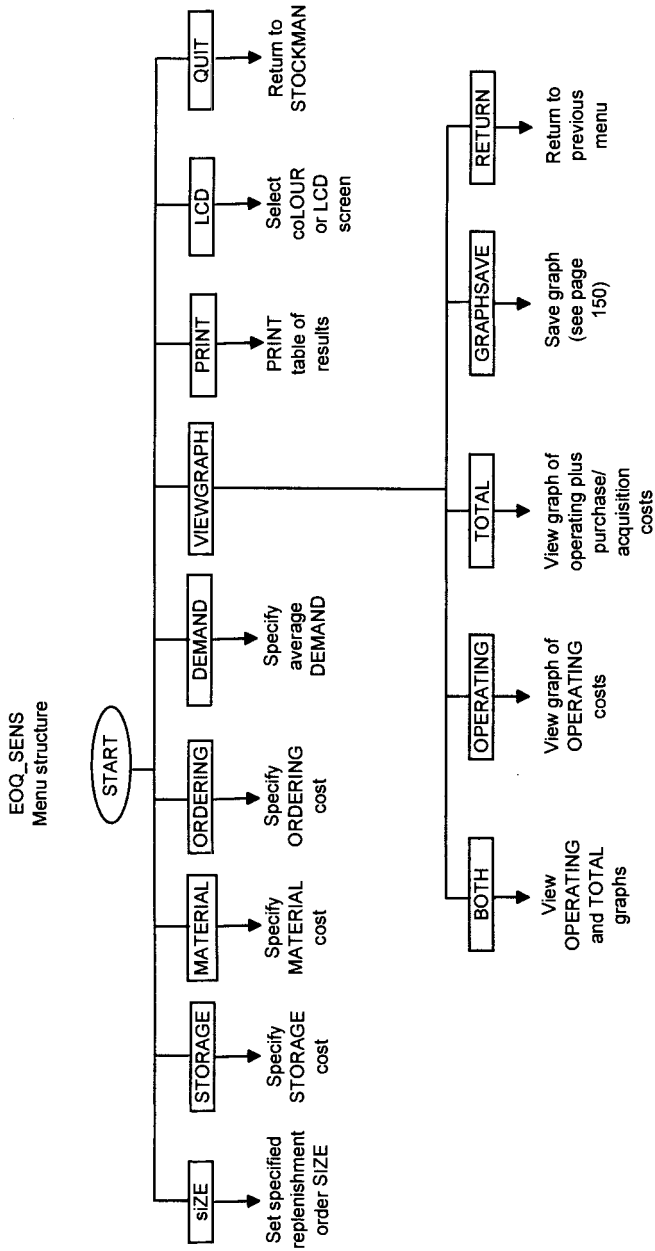 EOQ_SENS
Menu structure
START
siZE
Set specified
replenishment
order SIZE
STORAGE
Specify
STORAGE
cost
MATERIAL
Specify
MATERIAL
cost
ORDERING
Specify
ORDERING
cost
DEMAND
Specify
average
DEMAND
VIEWGRAPH
PRINT
PRINT
table of
results
LCD
Select
coLOUR
or LCD
screen
QUIT
Return to
STOCKMAN
BOTH
View
OPERATING
and TOTAL
graphs
OPERATING
View graph of
OPERATING
costs
TOTAL
View graph of
operating plus
purchase/
acquisition
costs
GRAPHSAVE
Save graph
(see page
150)
RETURN
Return to
previous
menu